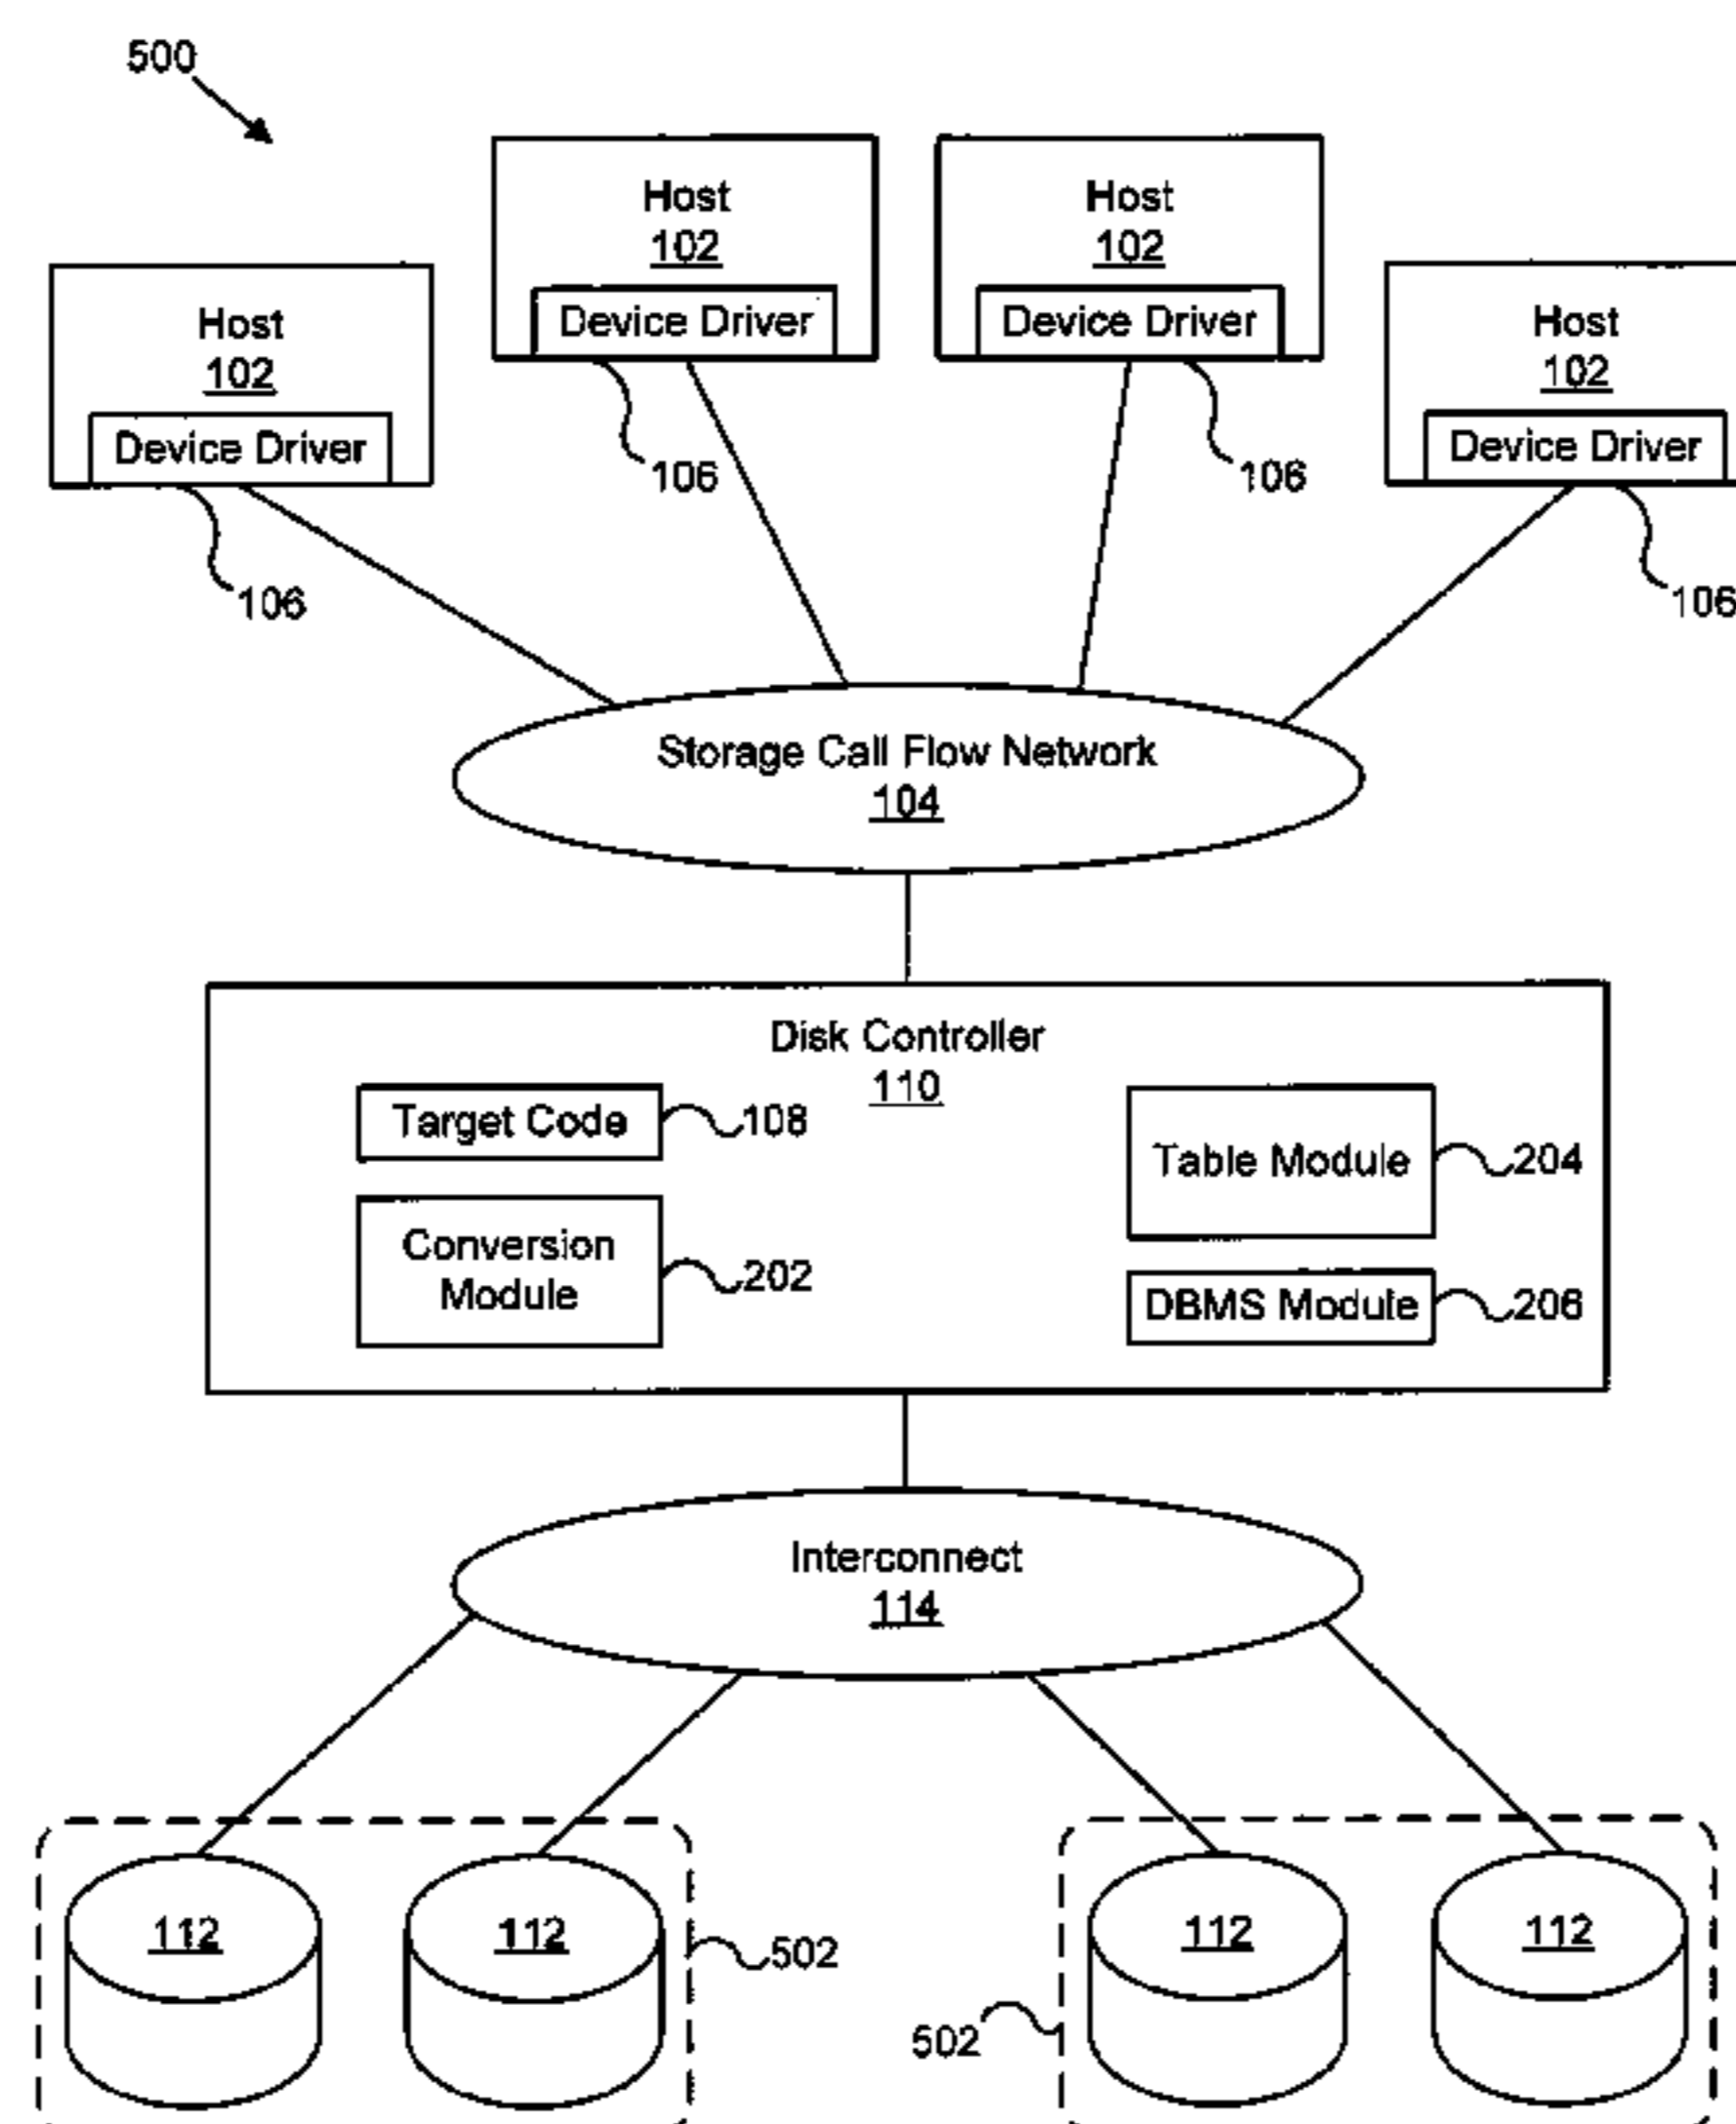 500
Host
102
Device Driver
106
Host
102
Device Driver
106
Host
102
Device Driver
106
Host
102
Device Driver
106
Storage Call Flow Network
104
Disk Controller
110
Target Code
108
Conversion
Module
202
Table Module
204
DBMS Module
206
Interconnect
114
112
112
502
112
112
502